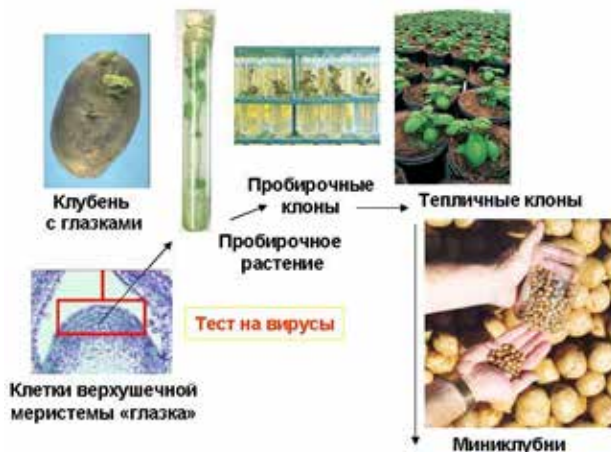 Клубень
с глазками
Пробирочные
клоны
Тепличные клоны
Пробирочное
растение
Тест на вирусы
Клетки верхушечной
меристемы «глазка»
Миниклубни